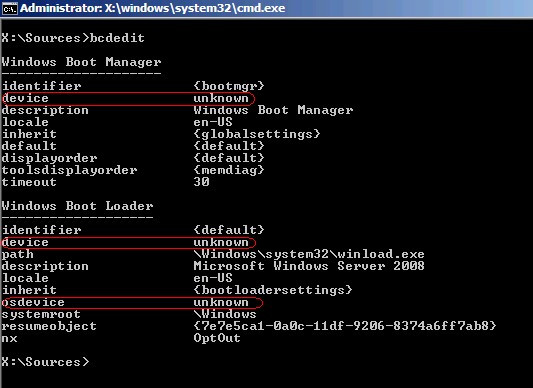 Administrator: X:\windows\system32\cmd.exe
X:\Sources>bcdedit
Windows Boot Manager
--------------------
identifier {bootmgr}
device unknown
description Windows Boot Manager
locale en-US
inherit {globalsettings}
default {default}
displayorder {default}
toolsdisplayorder {memdiag}
timeout 30
Windows Boot Loader
-------------------
identifier {default}
device unknown
path \Windows\system32\winload.exe
description Microsoft Windows Server 2008
locale en-US
inherit {bootloadersettings}
osdevice unknown
systemroot \Windows
resumeobject {7e7e5ca1-0a0c-11df-9206-8374a6ff7ab8}
nx OptOut
X:\Sources>